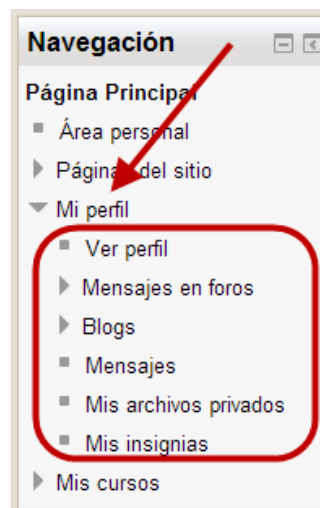 Navegación
Página Principal
Área personal
Páginas del sitio
Mi perfil
Ver perfil
Mensajes en foros
Blogs
Mensajes
Mis archivos privados
Mis insignias
Mis cursos